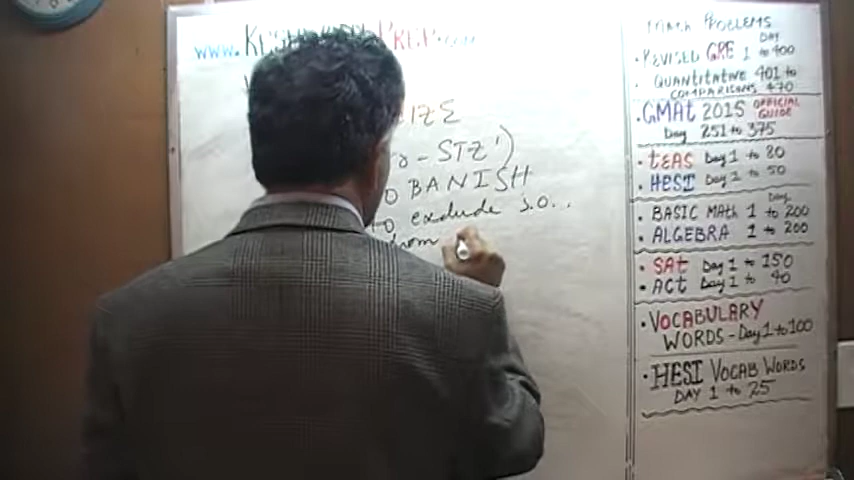 www. PREP.com
IZE
STZ')
BANISH
exclude s.o...
from
MATH PROBLEMS
DAY
• REVISED GRE 1 to 400
• QUANTITATIVE 401 to
COMPARISONS 470
• GMAT 2015 OFFICIAL GUIDE
Day 251 to 375
• TEAS Day 1 to 80
• HESI Day 1 to 50
Day
• BASIC MATH 1 to 200
• ALGEBRA 1 to 200
• SAT Day 1 to 150
• ACT Day 1 to 40
• VOCABULARY
WORDS - Day 1 to 100
• HESI VOCAB WORDS
DAY 1 to 25